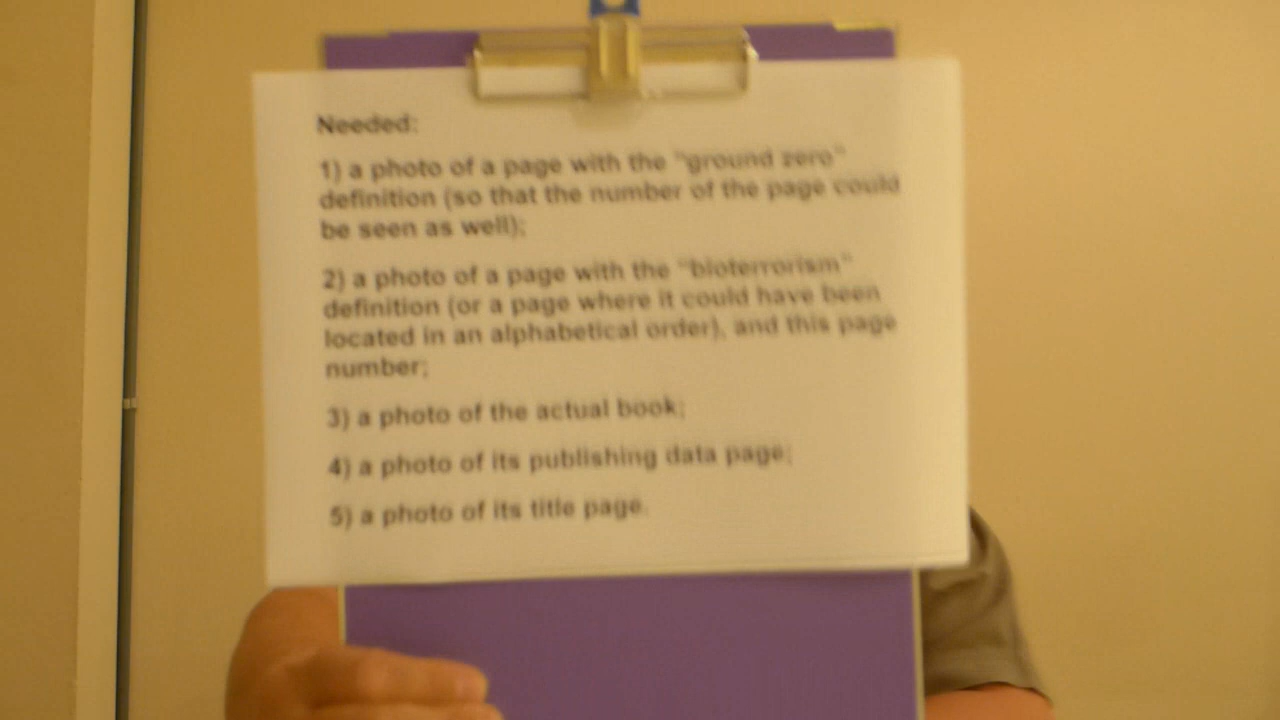 Needed:
1) a photo of a page with the "ground zero"
definition (so that the number of the page could
be seen as well);
2) a photo of a page with the "bioterrorism"
definition (or a page where it could have been
located in an alphabetical order), and this page
number;
3) a photo of the actual book;
4) a photo of its publishing data page;
5) a photo of its title page.